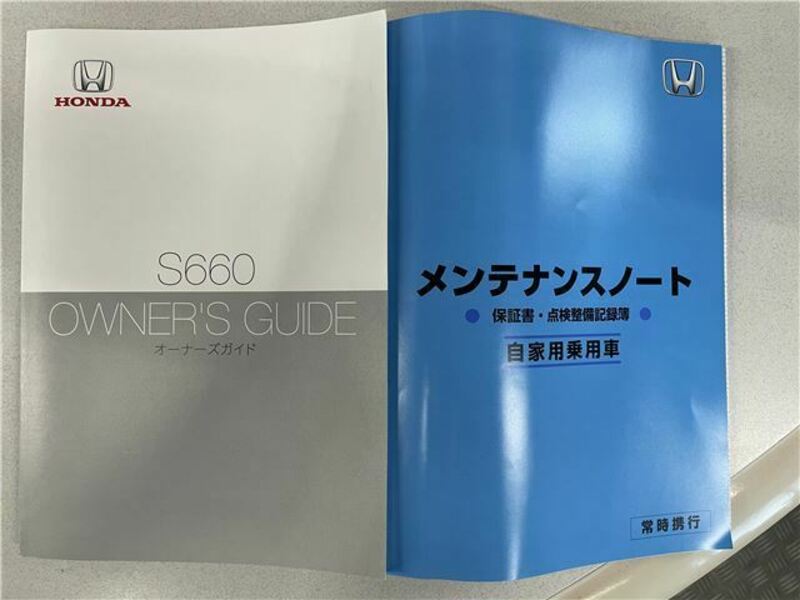 HONDA
S660
OWNER'S GUIDE
オーナーズガイド
メンテナンスノート
保証書・点検整備記録簿
自家用乗用車
常時携行